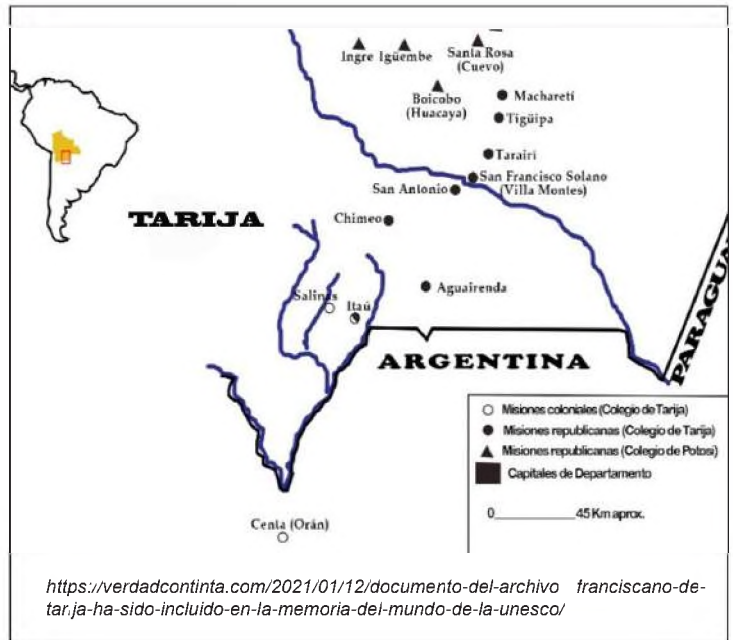 Ingre Igüembe
Santa Rosa
(Cuevo)
Boicobo
(Huacaya)
Macharetí
Tigüipa
Tarairí
San Francisco Solano
(Villa Montes)
San Antonio
Chimeo
TARIJA
Aguairenda
Salinas
Itaú
ARGENTINA
PARAGUA
Misiones coloniales (Colegio de Tarija)
Misiones republicanas (Colegio de Tarija)
Misiones republicanas (Colegio de Potosí)
Capitales de Departamento
0 45 Km aprox.
Centa (Orán)
https://verdadcontinta.com/2021/01/12/documento-del-archivo franciscano-de-
tar.ja-ha-sido-incluido-en-la-memoria-del-mundo-de-la-unesco/